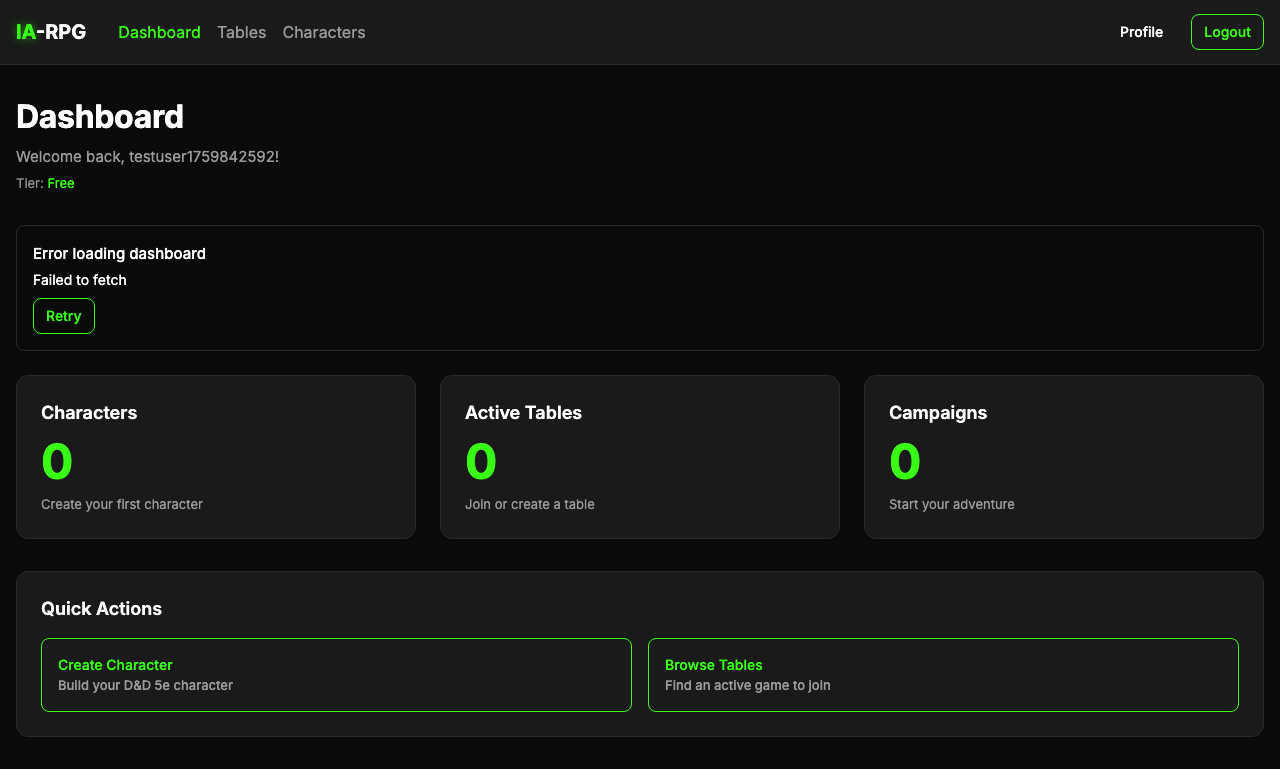 IA-RPG Dashboard Tables Characters Profile Logout
Dashboard
Welcome back, testuser1759842592!
Tier: Free
Error loading dashboard
Failed to fetch
Retry
Characters
0
Create your first character
Active Tables
0
Join or create a table
Campaigns
0
Start your adventure
Quick Actions
Create Character
Build your D&D 5e character
Browse Tables
Find an active game to join